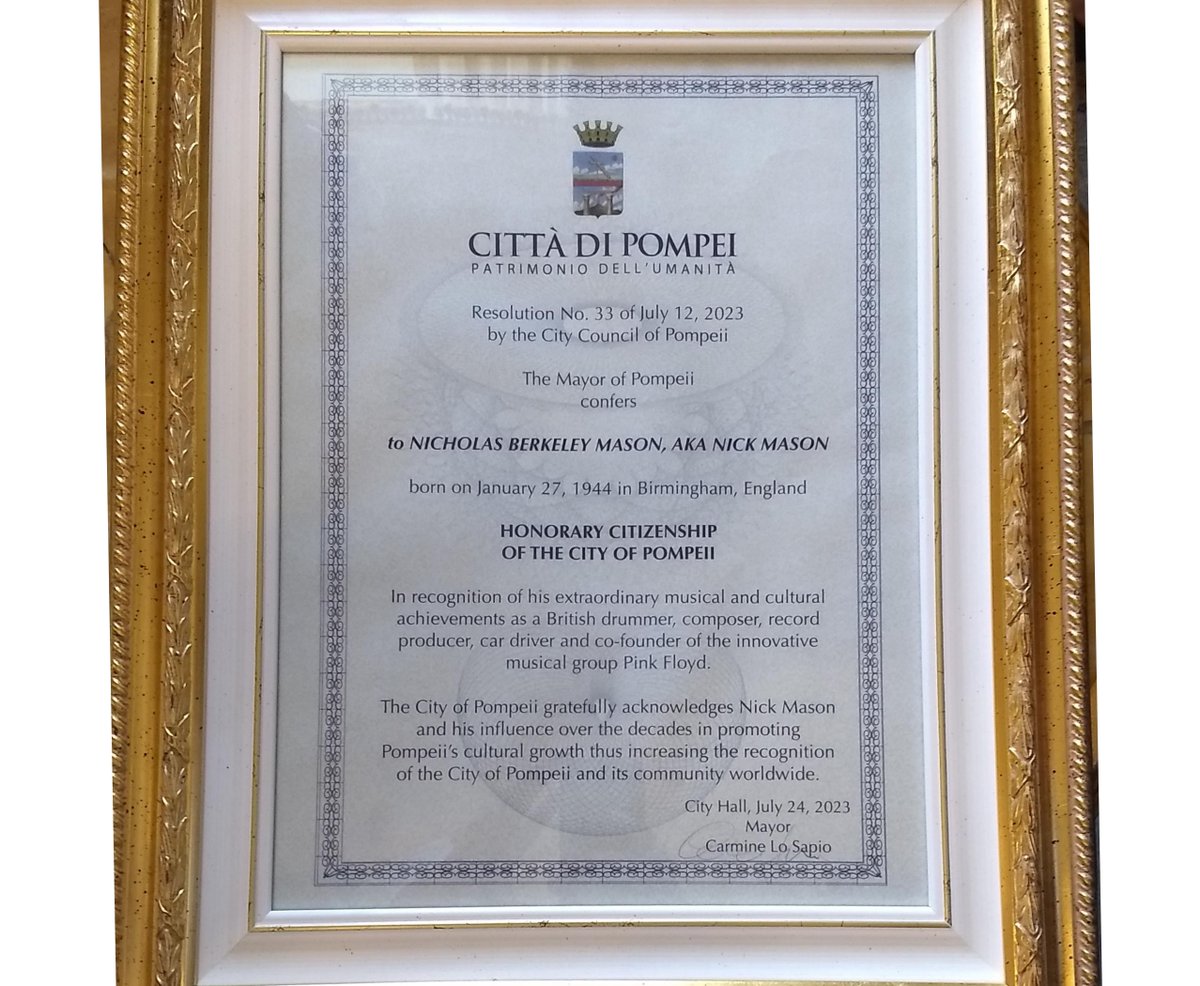 CITTÀ DI POMPEI
PATRIMONIO DELL'UMANITÀ
Resolution No. 33 of July 12, 2023
by the City Council of Pompeii
The Mayor of Pompeii
confers
to NICHOLAS BERKELEY MASON, AKA NICK MASON
born on January 27, 1944 in Birmingham, England
HONORARY CITIZENSHIP
OF THE CITY OF POMPEII
In recognition of his extraordinary musical and cultural
achievements as a British drummer, composer, record
producer, car driver and co-founder of the innovative
musical group Pink Floyd.
The City of Pompeii gratefully acknowledges Nick Mason
and his influence over the decades in promoting
Pompeii's cultural growth thus increasing the recognition
of the City of Pompeii and its community worldwide.
City Hall, July 24, 2023
Mayor
Carmine Lo Sapio